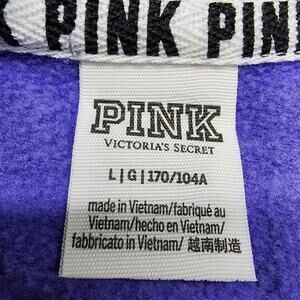 K PINK PINK
PINK
VICTORIA'S SECRET
L | G | 170/104A
made in Vietnam/fabriqué au
Vietnam/hecho en Vietnam/
fabbricato in Vietnam/ 越南制造